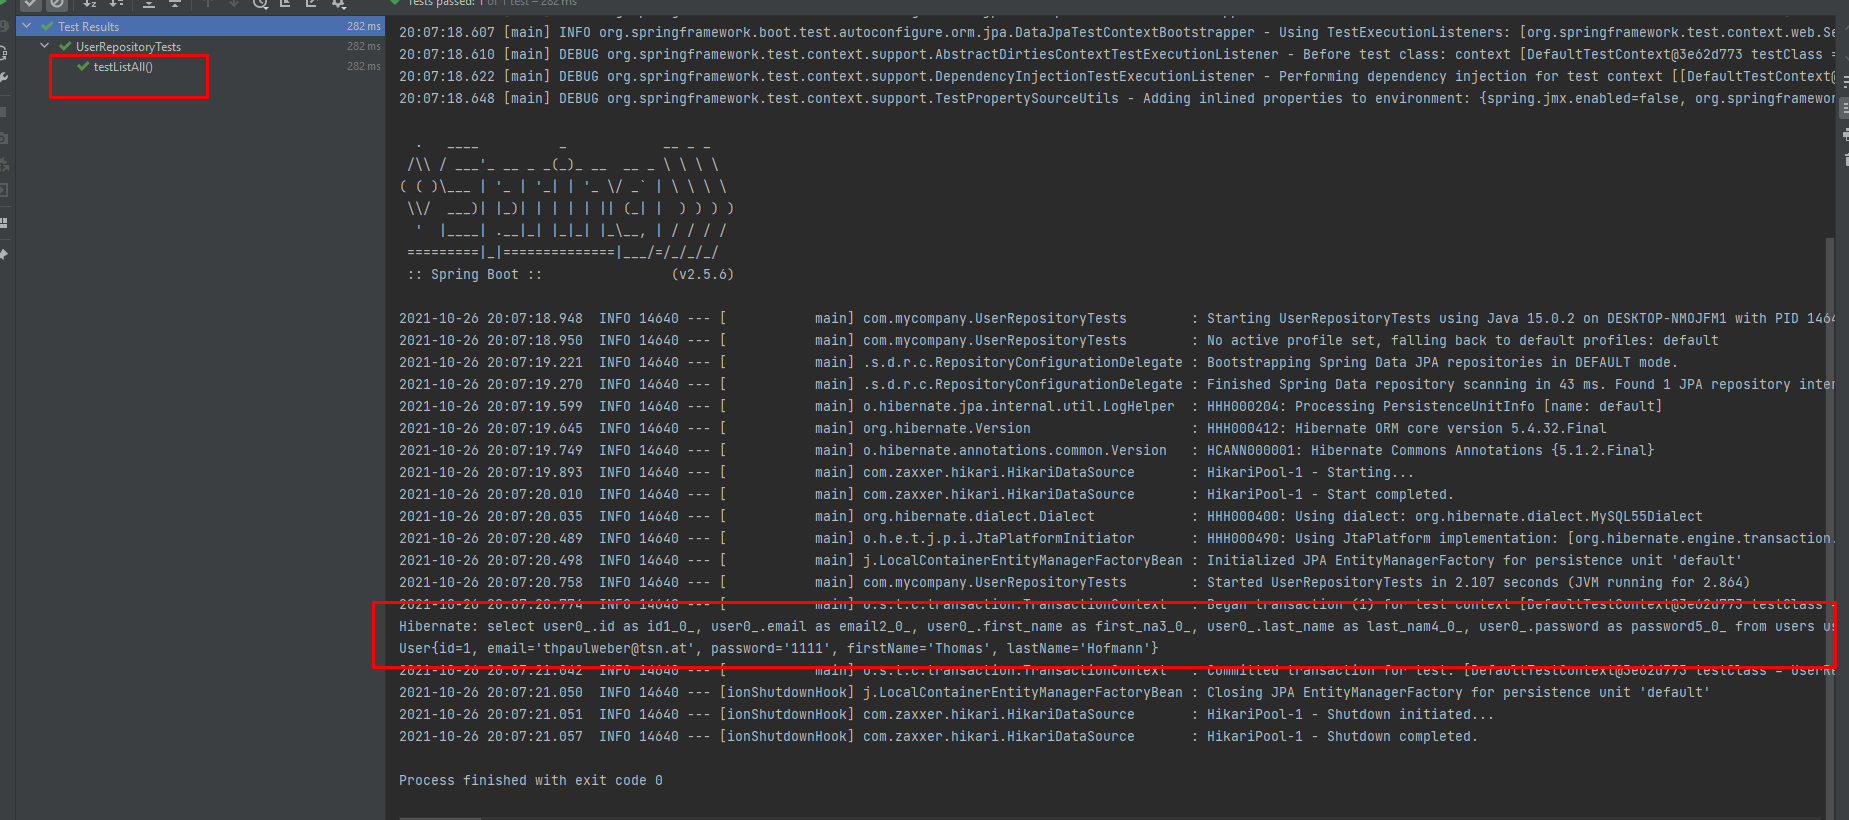 Tests passed: 1 of 1 test – 282 ms
Test Results 282 ms
UserRepositoryTests 282 ms
testListAll() 282 ms
20:07:18.607 [main] INFO org.springframework.boot.test.autoconfigure.orm.jpa.DataJpaTestContextBootstrapper - Using TestExecutionListeners: [org.springframework.test.context.web.Se
20:07:18.610 [main] DEBUG org.springframework.test.context.support.AbstractDirtiesContextTestExecutionListener - Before test class: context [DefaultTestContext@3e62d773 testClass =
20:07:18.622 [main] DEBUG org.springframework.test.context.support.DependencyInjectionTestExecutionListener - Performing dependency injection for test context [[DefaultTestContext@
20:07:18.648 [main] DEBUG org.springframework.test.context.support.TestPropertySourceUtils - Adding inlined properties to environment: {spring.jmx.enabled=false, org.springframewor
  .   ____          _            __ _ _
 /\\ / ___'_ __ _ _(_)_ __  __ _ \ \ \ \
( ( )\___ | '_ | '_| | '_ \/ _` | \ \ \ \
 \\/  ___)| |_)| | | | | || (_| |  ) ) ) )
  '  |____| .__|_| |_|_| |_\__, | / / / /
 =========|_|==============|___/=/_/_/_/
 :: Spring Boot ::                (v2.5.6)
2021-10-26 20:07:18.948  INFO 14640 --- [           main] com.mycompany.UserRepositoryTests        : Starting UserRepositoryTests using Java 15.0.2 on DESKTOP-NMOJFM1 with PID 1464
2021-10-26 20:07:18.950  INFO 14640 --- [           main] com.mycompany.UserRepositoryTests        : No active profile set, falling back to default profiles: default
2021-10-26 20:07:19.221  INFO 14640 --- [           main] .s.d.r.c.RepositoryConfigurationDelegate : Bootstrapping Spring Data JPA repositories in DEFAULT mode.
2021-10-26 20:07:19.270  INFO 14640 --- [           main] .s.d.r.c.RepositoryConfigurationDelegate : Finished Spring Data repository scanning in 43 ms. Found 1 JPA repository inter
2021-10-26 20:07:19.599  INFO 14640 --- [           main] o.hibernate.jpa.internal.util.LogHelper  : HHH000204: Processing PersistenceUnitInfo [name: default]
2021-10-26 20:07:19.645  INFO 14640 --- [           main] org.hibernate.Version                    : HHH000412: Hibernate ORM core version 5.4.32.Final
2021-10-26 20:07:19.749  INFO 14640 --- [           main] o.hibernate.annotations.common.Version   : HCANN000001: Hibernate Commons Annotations {5.1.2.Final}
2021-10-26 20:07:19.893  INFO 14640 --- [           main] com.zaxxer.hikari.HikariDataSource       : HikariPool-1 - Starting...
2021-10-26 20:07:20.010  INFO 14640 --- [           main] com.zaxxer.hikari.HikariDataSource       : HikariPool-1 - Start completed.
2021-10-26 20:07:20.035  INFO 14640 --- [           main] org.hibernate.dialect.Dialect            : HHH000400: Using dialect: org.hibernate.dialect.MySQL55Dialect
2021-10-26 20:07:20.489  INFO 14640 --- [           main] o.h.e.t.j.p.i.JtaPlatformInitiator       : HHH000490: Using JtaPlatform implementation: [org.hibernate.engine.transaction.
2021-10-26 20:07:20.498  INFO 14640 --- [           main] j.LocalContainerEntityManagerFactoryBean : Initialized JPA EntityManagerFactory for persistence unit 'default'
2021-10-26 20:07:20.758  INFO 14640 --- [           main] com.mycompany.UserRepositoryTests        : Started UserRepositoryTests in 2.107 seconds (JVM running for 2.864)
2021-10-26 20:07:20.774  INFO 14640 --- [           main] o.s.t.c.transaction.TransactionContext   : Began transaction (1) for test context [DefaultTestContext@3e62d773 testClass =
Hibernate: select user0_.id as id1_0_, user0_.email as email2_0_, user0_.first_name as first_na3_0_, user0_.last_name as last_nam4_0_, user0_.password as password5_0_ from users us
User{id=1, email='thpaulweber@tsn.at', password='1111', firstName='Thomas', lastName='Hofmann'}
2021-10-26 20:07:21.042  INFO 14640 --- [           main] o.s.t.c.transaction.TransactionContext   : Committed transaction for test: [DefaultTestContext@3e62d773 testClass = UserRe
2021-10-26 20:07:21.050  INFO 14640 --- [ionShutdownHook] j.LocalContainerEntityManagerFactoryBean : Closing JPA EntityManagerFactory for persistence unit 'default'
2021-10-26 20:07:21.051  INFO 14640 --- [ionShutdownHook] com.zaxxer.hikari.HikariDataSource       : HikariPool-1 - Shutdown initiated...
2021-10-26 20:07:21.057  INFO 14640 --- [ionShutdownHook] com.zaxxer.hikari.HikariDataSource       : HikariPool-1 - Shutdown completed.
Process finished with exit code 0